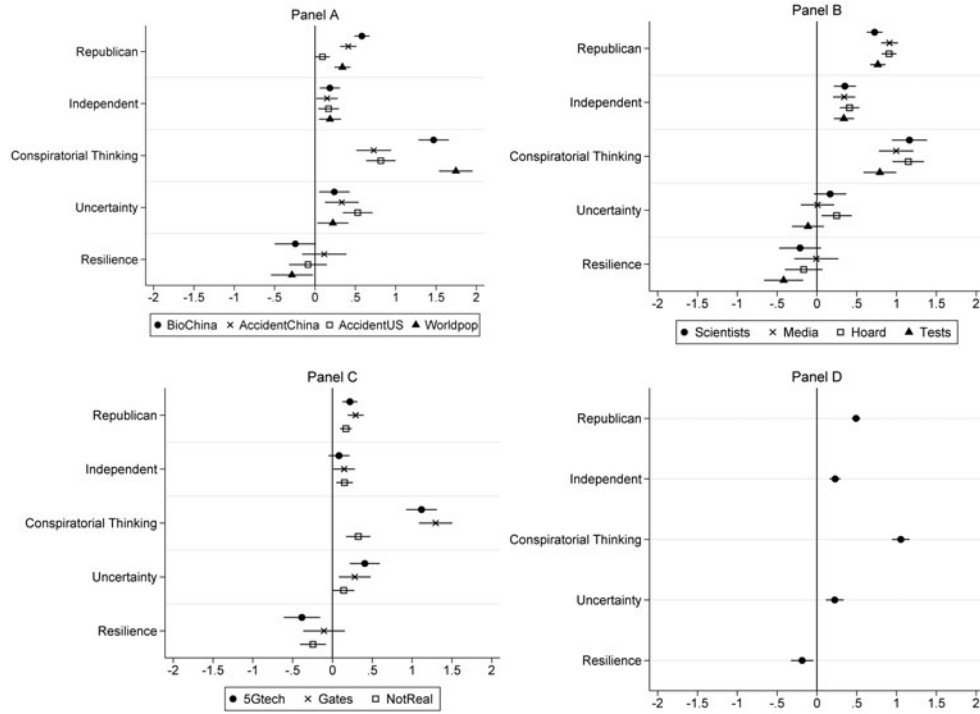 Panel A
Republican
Independent
Conspiratorial Thinking
Uncertainty
Resilience
-2 -1.5 -1 -.5 0 .5 1 1.5 2
BioChina AccidentChina AccidentUS Worldpop
Panel B
Republican
Independent
Conspiratorial Thinking
Uncertainty
Resilience
-2 -1.5 -1 -.5 0 .5 1 1.5 2
Scientists Media Hoard Tests
Panel C
Republican
Independent
Conspiratorial Thinking
Uncertainty
Resilience
-2 -1.5 -1 -.5 0 .5 1 1.5 2
5Gtech Gates NotReal
Panel D
Republican
Independent
Conspiratorial Thinking
Uncertainty
Resilience
-2 -1.5 -1 -.5 0 .5 1 1.5 2